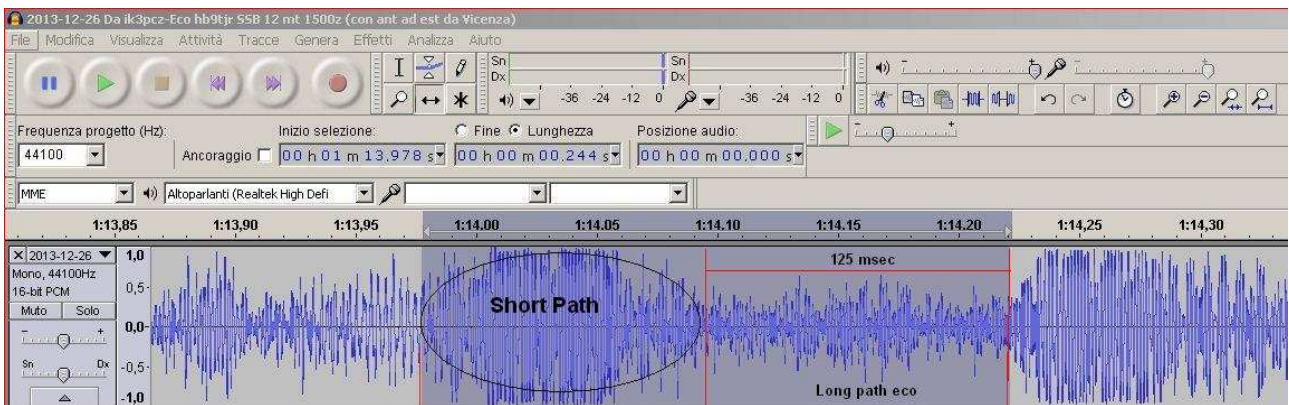 2013-12-26 Da ik3pcz-Eco hb9tjr SSB 12 mt 1500z (con ant ad est da Vicenza)
File Modifica Visualizza Attività Tracce Genera Effetti Analizza Aiuto
Sn
Dx
Sn
Dx
-36 -24 -12 0
-36 -24 -12 0
Frequenza progetto (Hz):
Inizio selezione:
Fine Lunghezza
Posizione audio:
44100
Ancoraggio
00 h 01 m 13,978 s
00 h 00 m 00,244 s
00 h 00 m 00,000 s
MME
Altoparlanti (Realtek High Defi
1:13,85 1:13,90 1:13,95 1:14.00 1:14.05 1:14.10 1:14.15 1:14.20 1:14,25 1:14,30
2013-12-26
Mono, 44100Hz
16-bit PCM
Muto Solo
- +
Sn Dx
1,0
0,5
0,0
-0,5
-1,0
Short Path
125 msec
Long path eco